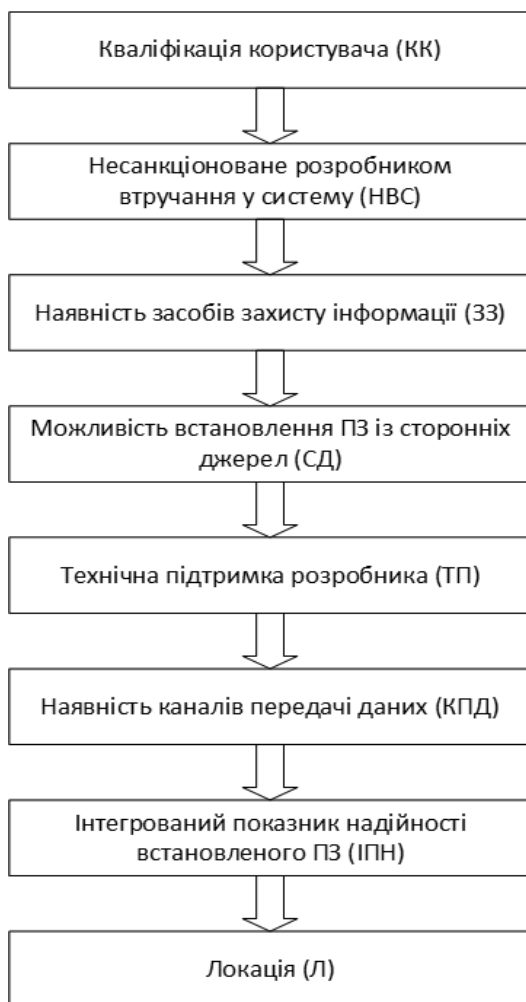 Кваліфікація користувача (КК)
Несанкціоноване розробником
втручання у систему (НВС)
Наявність засобів захисту інформації (ЗЗ)
Можливість встановлення ПЗ із сторонніх
джерел (СД)
Технічна підтримка розробника (ТП)
Наявність каналів передачі даних (КПД)
Інтегрований показник надійності
встановленого ПЗ (ІПН)
Локація (Л)